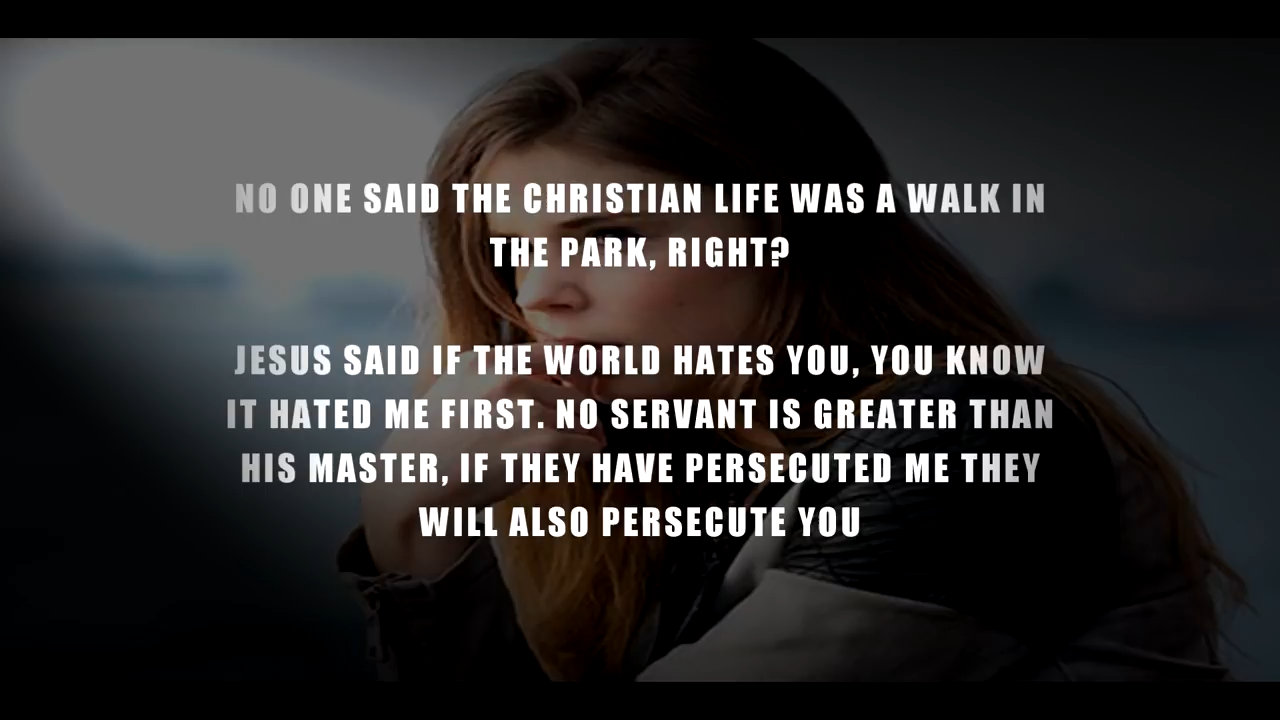 NO ONE SAID THE CHRISTIAN LIFE WAS A WALK IN
THE PARK, RIGHT?
JESUS SAID IF THE WORLD HATES YOU, YOU KNOW
IT HATED ME FIRST. NO SERVANT IS GREATER THAN
HIS MASTER, IF THEY HAVE PERSECUTED ME THEY
WILL ALSO PERSECUTE YOU